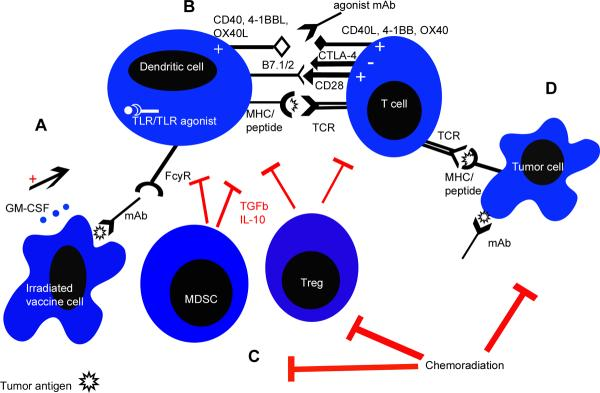 B
agonist mAb
CD40, 4-1BBL,
OX40L
CD40L, 4-1BB, OX40
+
+
CTLA-4
-
B7.1/2
CD28
+
Dendritic cell
T cell
D
TLR/TLR agonist
MHC/
peptide
TCR
A
TCR
Tumor cell
MHC/
peptide
FcγR
+
GM-CSF
mAb
TGFb
IL-10
mAb
Irradiated
vaccine cell
MDSC
Treg
C
Chemoradiation
Tumor antigen